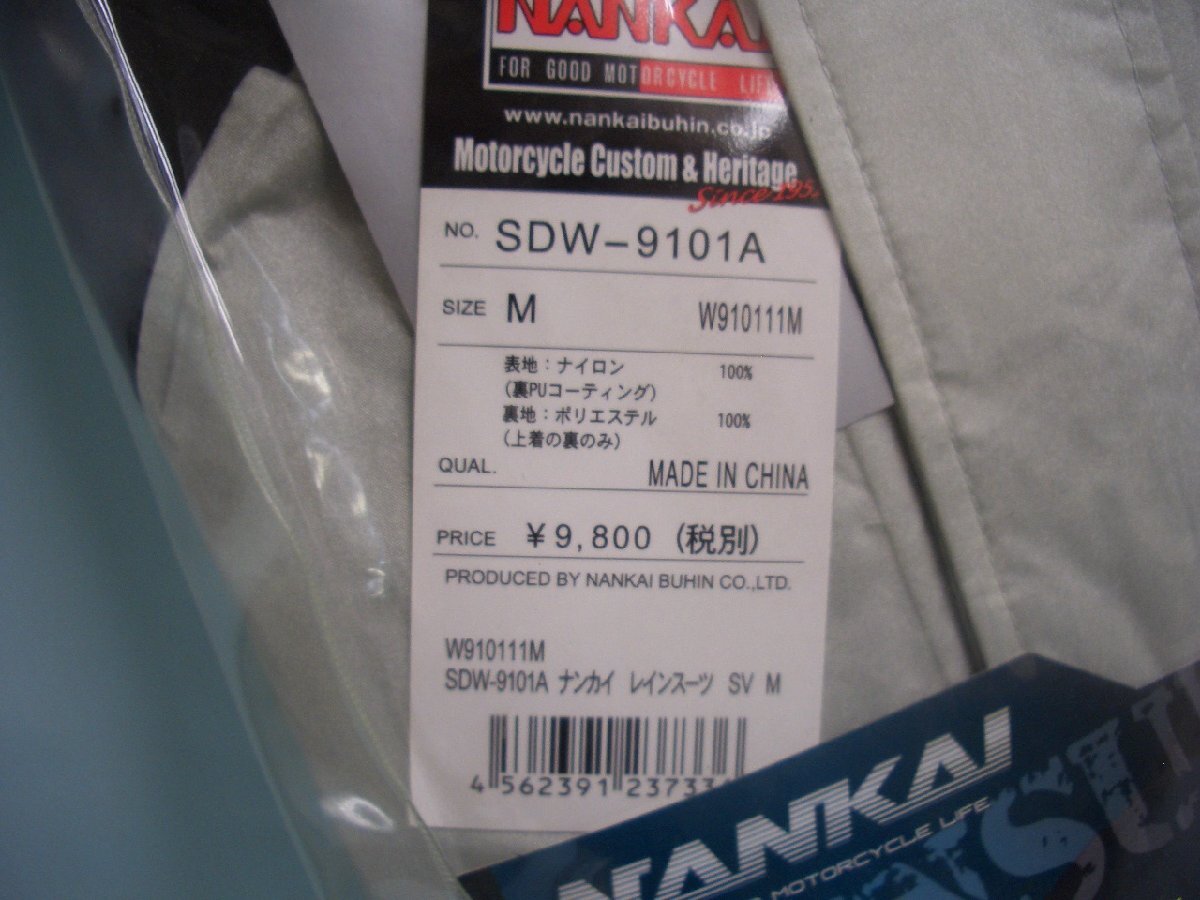 NANKAI
FOR GOOD MOTORCYCLE LIFE
www.nankaibuhin.co.jp
Motorcycle Custom & Heritage
Since
NO. SDW-9101A
SIZE M W910111M
表地：ナイロン 100%
(裏PUコーティング)
裏地：ポリエステル 100%
(上着の裏のみ)
QUAL. MADE IN CHINA
PRICE ¥9,800 (税別)
PRODUCED BY NANKAI BUHIN CO.,LTD.
W910111M
SDW-9101A ナンカイ レインスーツ SV M
4 562391 237334
NANKAI
MOTORCYCLE LIFE